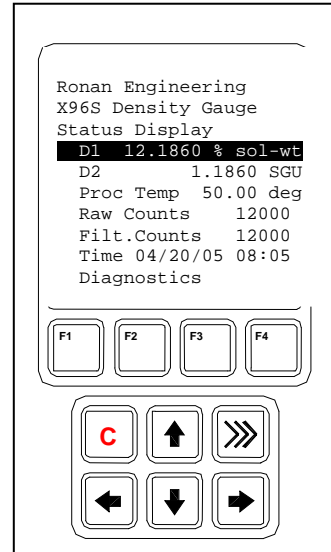 Ronan Engineering
X96S Density Gauge
Status Display
D1 12.1860 % sol-wt
D2 1.1860 SGU
Proc Temp 50.00 deg
Raw Counts 12000
Filt.Counts 12000
Time 04/20/05 08:05
Diagnostics
F1 F2 F3 F4
C